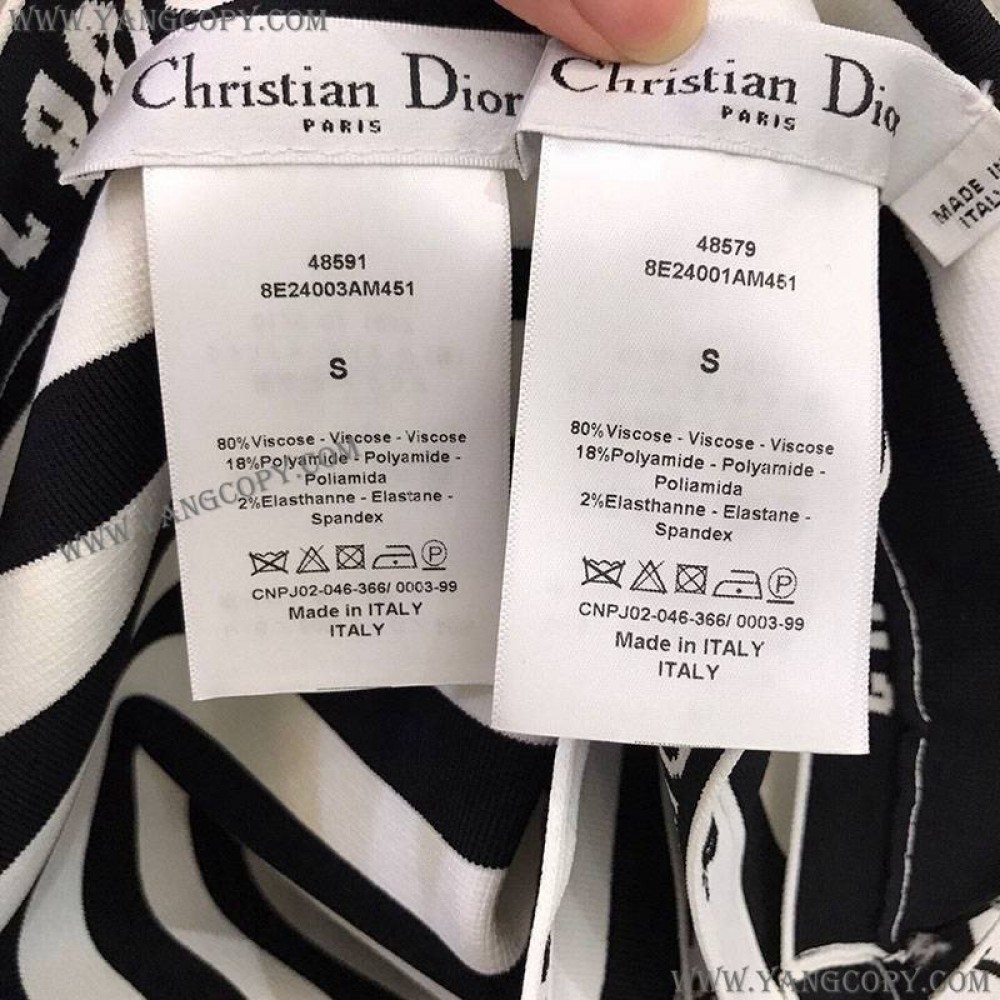 WWW.YANGCOPY.COM
WWW.YANGCOPY.COM
Christian Dior
PARIS
48591
8E24003AM451
S
80%Viscose - Viscose - Viscose
18%Polyamide - Polyamide -
Poliamida
2%Elasthanne - Elastane -
Spandex
P
CNPJ02-046-366/ 0003-99
Made in ITALY
ITALY
Christian Dio
PARIS
48579
8E24001AM451
S
80%Viscose - Viscose - Viscose
18%Polyamide - Polyamide -
Poliamida
2%Elasthanne - Elastane -
Spandex
P
CNPJ02-046-366/ 0003-99
Made in ITALY
ITALY
MADE IN
ITALY
WWW.YANGCOPY.COM
WWW.YANGCOPY.COM